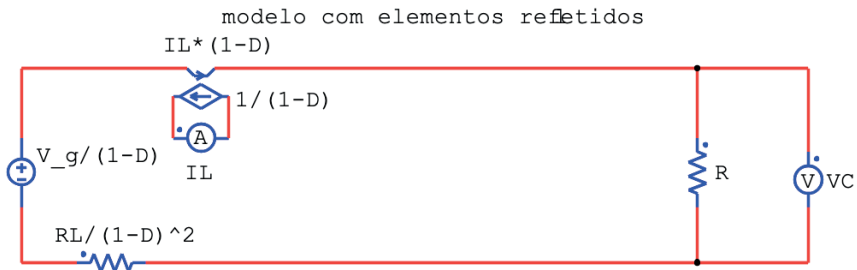 modelo com elementos refletidos
IL*(1-D)
1/(1-D)
A
IL
V_g/(1-D)
R
V
VC
RL/(1-D)^2